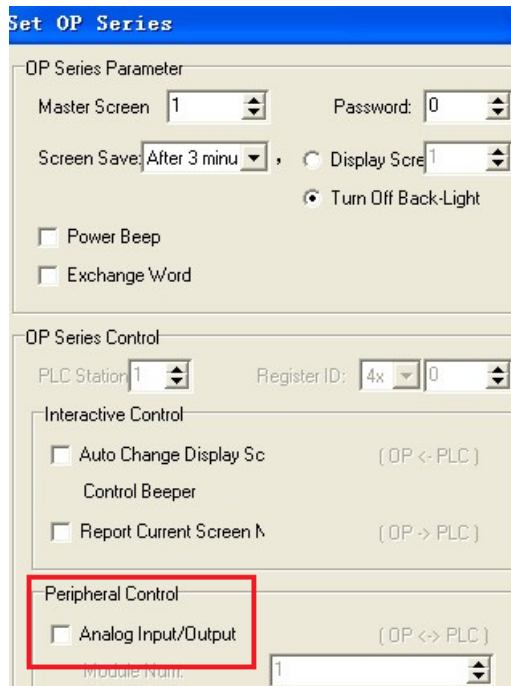 Set OP Series
OP Series Parameter
Master Screen 1 Password: 0
Screen Save: After 3 minu , Display Scre 1
Turn Off Back-Light
Power Beep
Exchange Word
OP Series Control
PLC Station 1 Register ID: 4x 0
Interactive Control
Auto Change Display Sc (OP <- PLC)
Control Beeper
Report Current Screen N (OP -> PLC)
Peripheral Control
Analog Input/Output (OP <-> PLC)
Module Num: 1